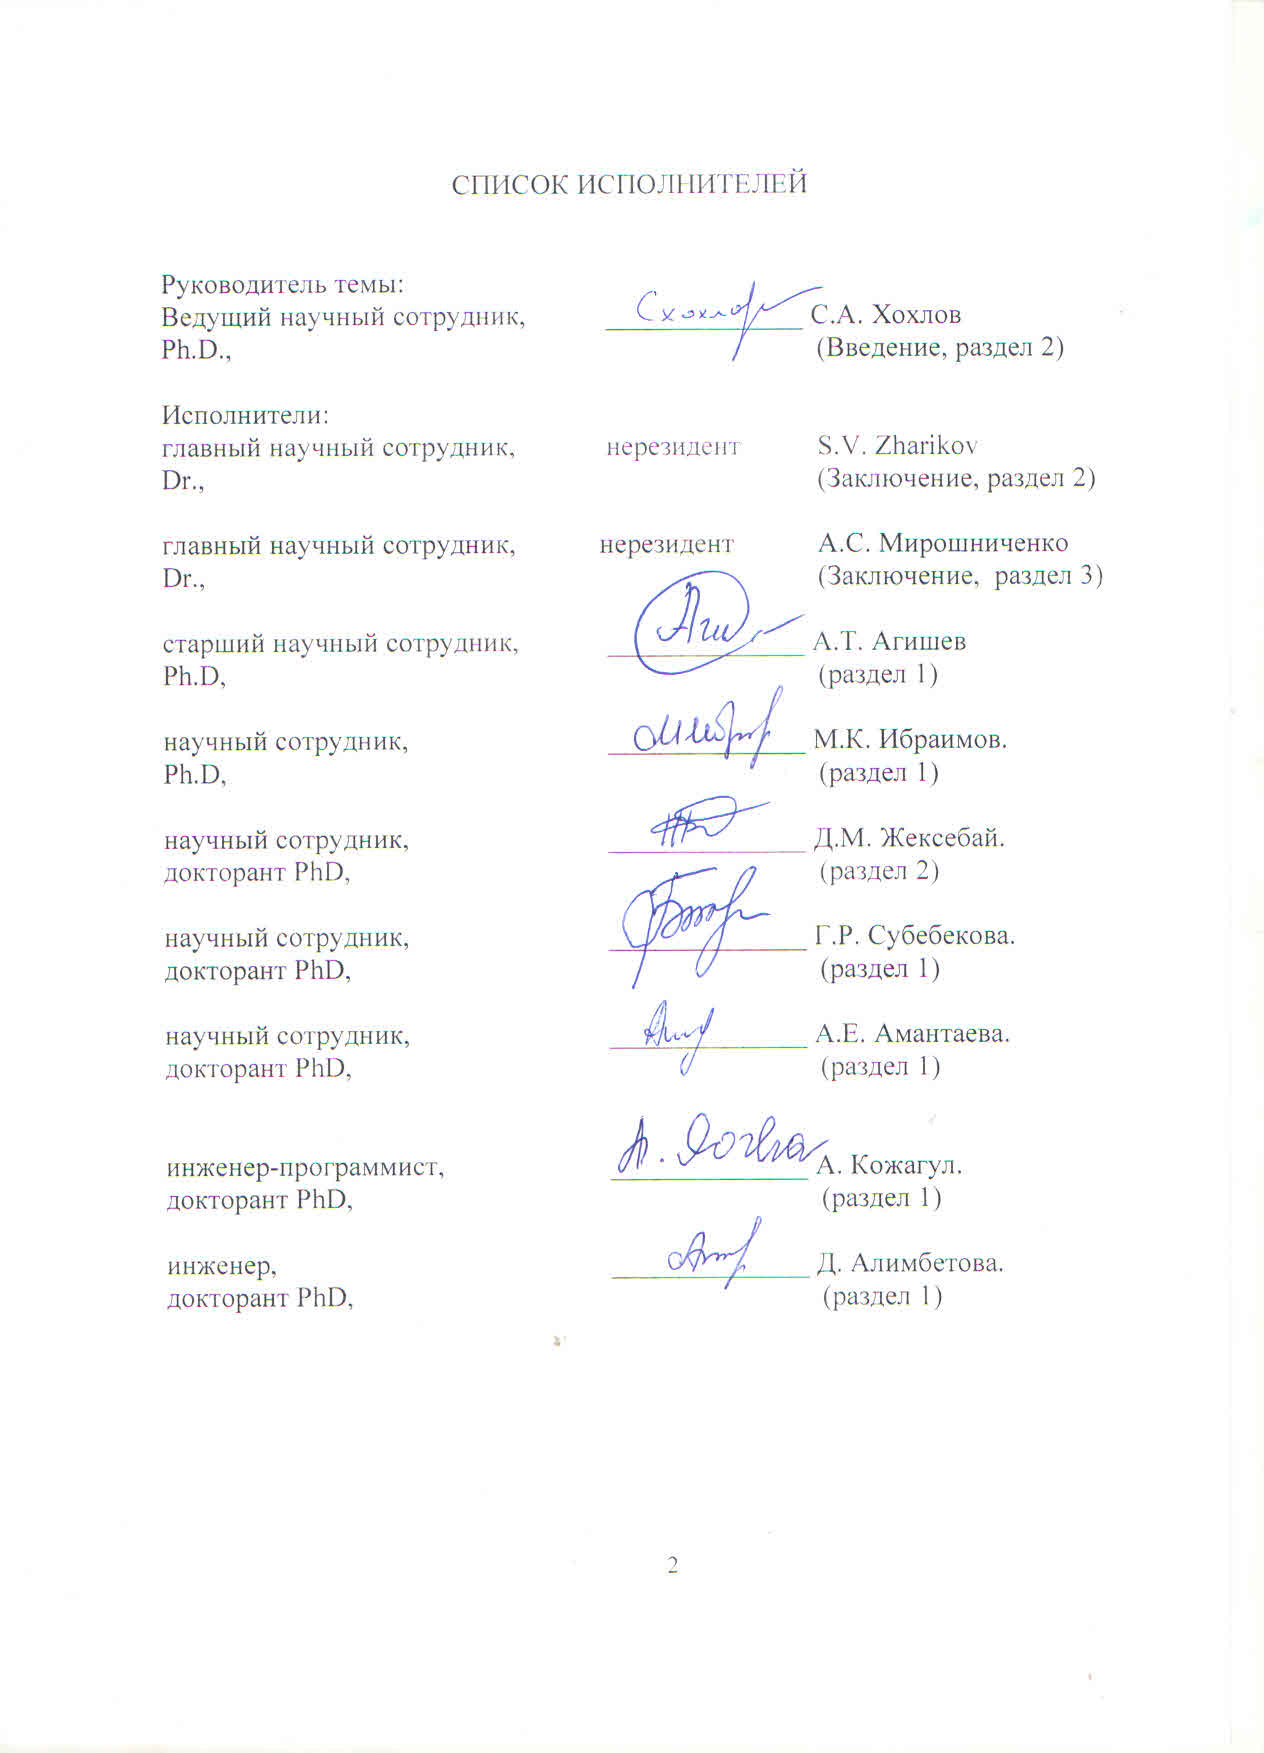 СПИСОК ИСПОЛНИТЕЛЕЙ
Руководитель темы:
Ведущий научный сотрудник, С.А. Хохлов
Ph.D., (Введение, раздел 2)
Исполнители:
главный научный сотрудник, нерезидент S.V. Zharikov
Dr., (Заключение, раздел 2)
главный научный сотрудник, нерезидент А.С. Мирошниченко
Dr., (Заключение, раздел 3)
старший научный сотрудник, А.Т. Агишев
Ph.D, (раздел 1)
научный сотрудник, М.К. Ибраимов.
Ph.D, (раздел 1)
научный сотрудник, Д.М. Жексебай.
докторант PhD, (раздел 2)
научный сотрудник, Г.Р. Субебекова.
докторант PhD, (раздел 1)
научный сотрудник, А.Е. Амантаева.
докторант PhD, (раздел 1)
инженер-программист, А. Кожагул.
докторант PhD, (раздел 1)
инженер, Д. Алимбетова.
докторант PhD, (раздел 1)
2